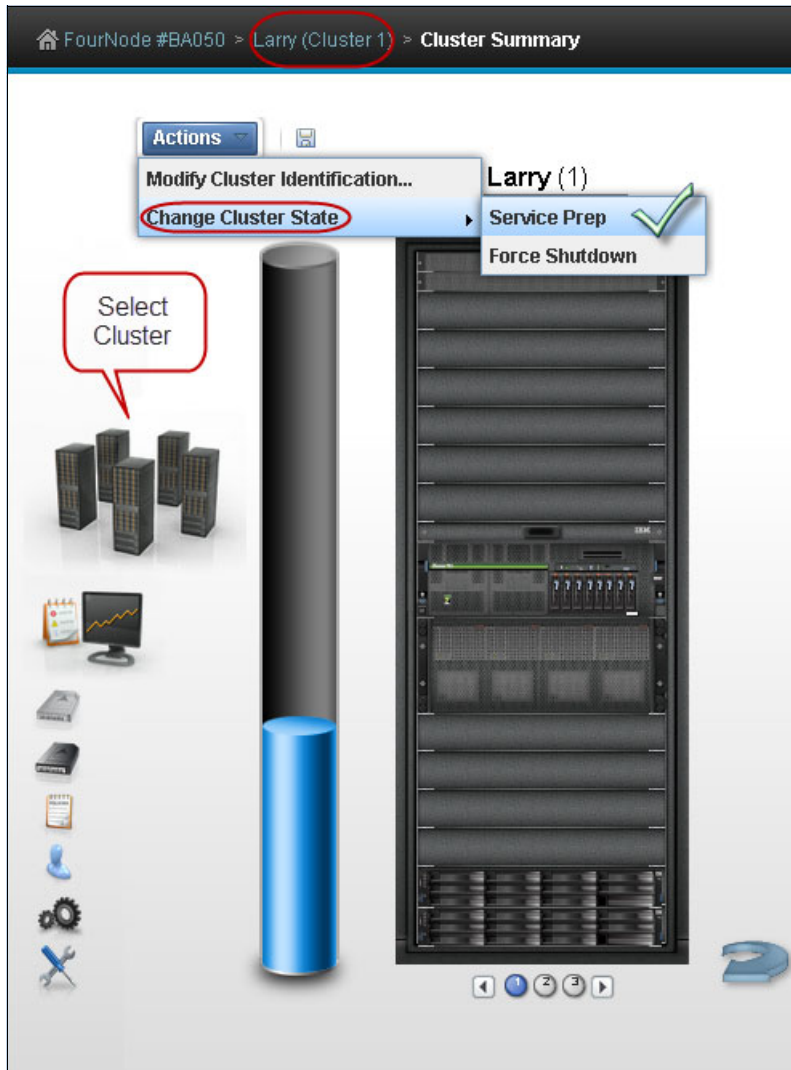 FourNode #BA050 > Larry (Cluster 1) > Cluster Summary
Actions
Larry (1)
Modify Cluster Identification...
Change Cluster State
Service Prep
Force Shutdown
Select
Cluster
IBM
1 2 3